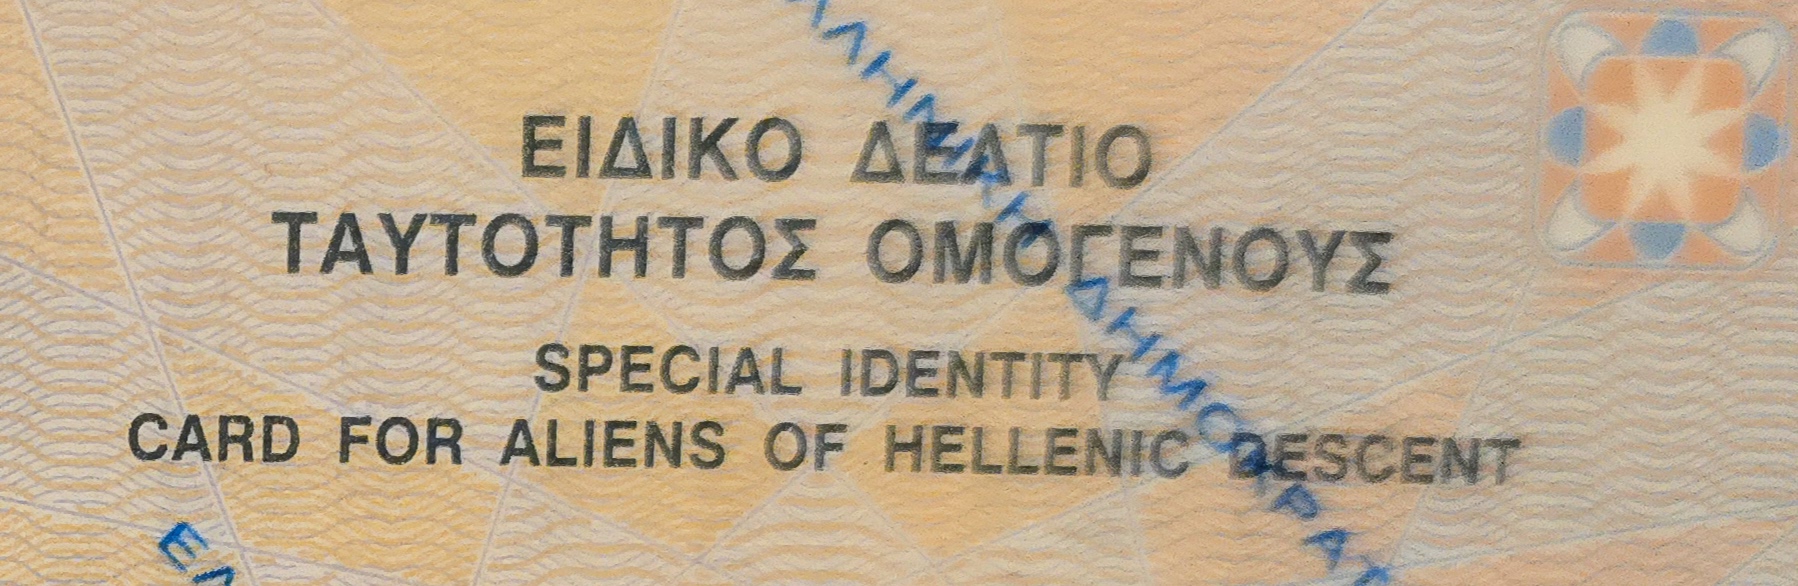 ΕΙΔΙΚΟ ΔΕΛΤΙΟ
ΤΑΥΤΟΤΗΤΟΣ ΟΜΟΓΕΝΟΥΣ
SPECIAL IDENTITY
CARD FOR ALIENS OF HELLENIC DESCENT